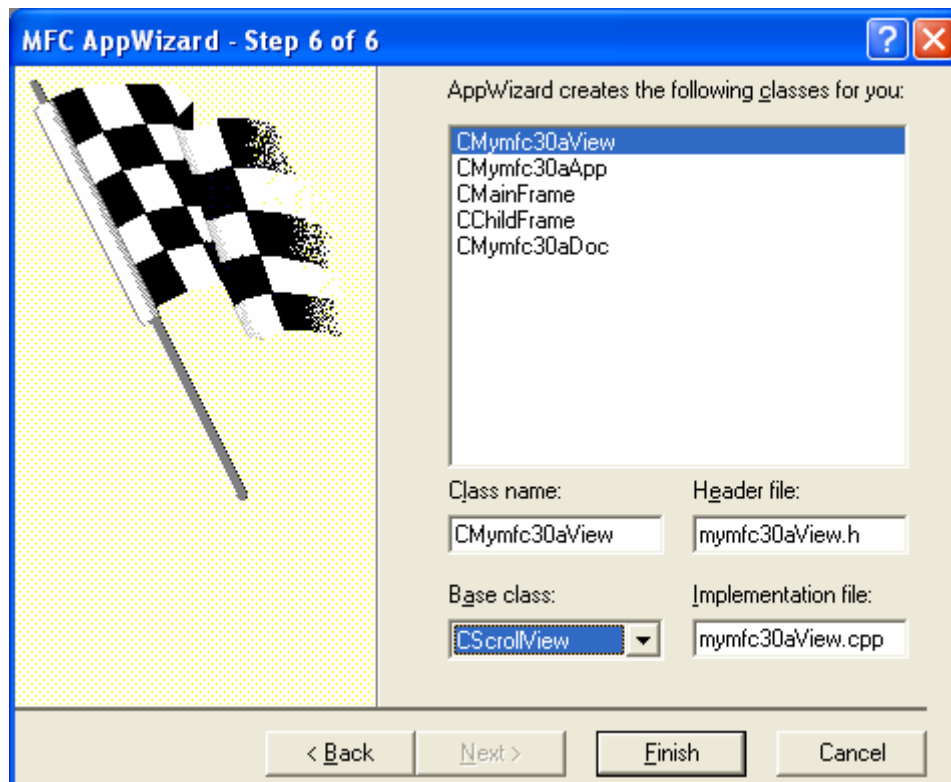 MFC AppWizard - Step 6 of 6
?
AppWizard creates the following classes for you:
CMymfc30aView
CMymfc30aApp
CMainFrame
CChildFrame
CMymfc30aDoc
Class name: Header file:
CMymfc30aView mymfc30aView.h
Base class: Implementation file:
CScrollView mymfc30aView.cpp
< Back Next > Finish Cancel